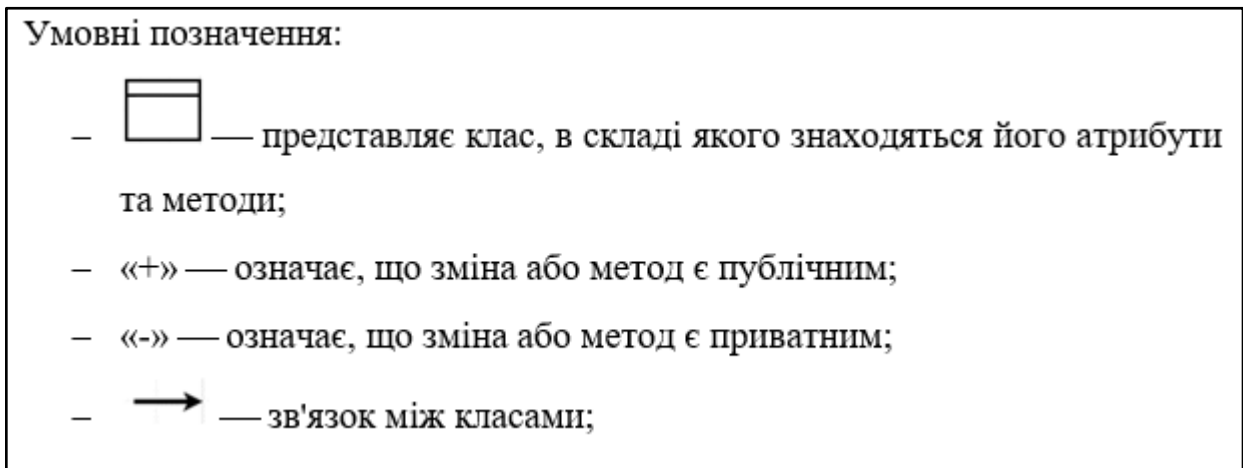 Умовні позначення:
– — представляє клас, в складі якого знаходяться його атрибути
та методи;
– «+» — означає, що зміна або метод є публічним;
– «-» — означає, що зміна або метод є приватним;
– — зв'язок між класами;